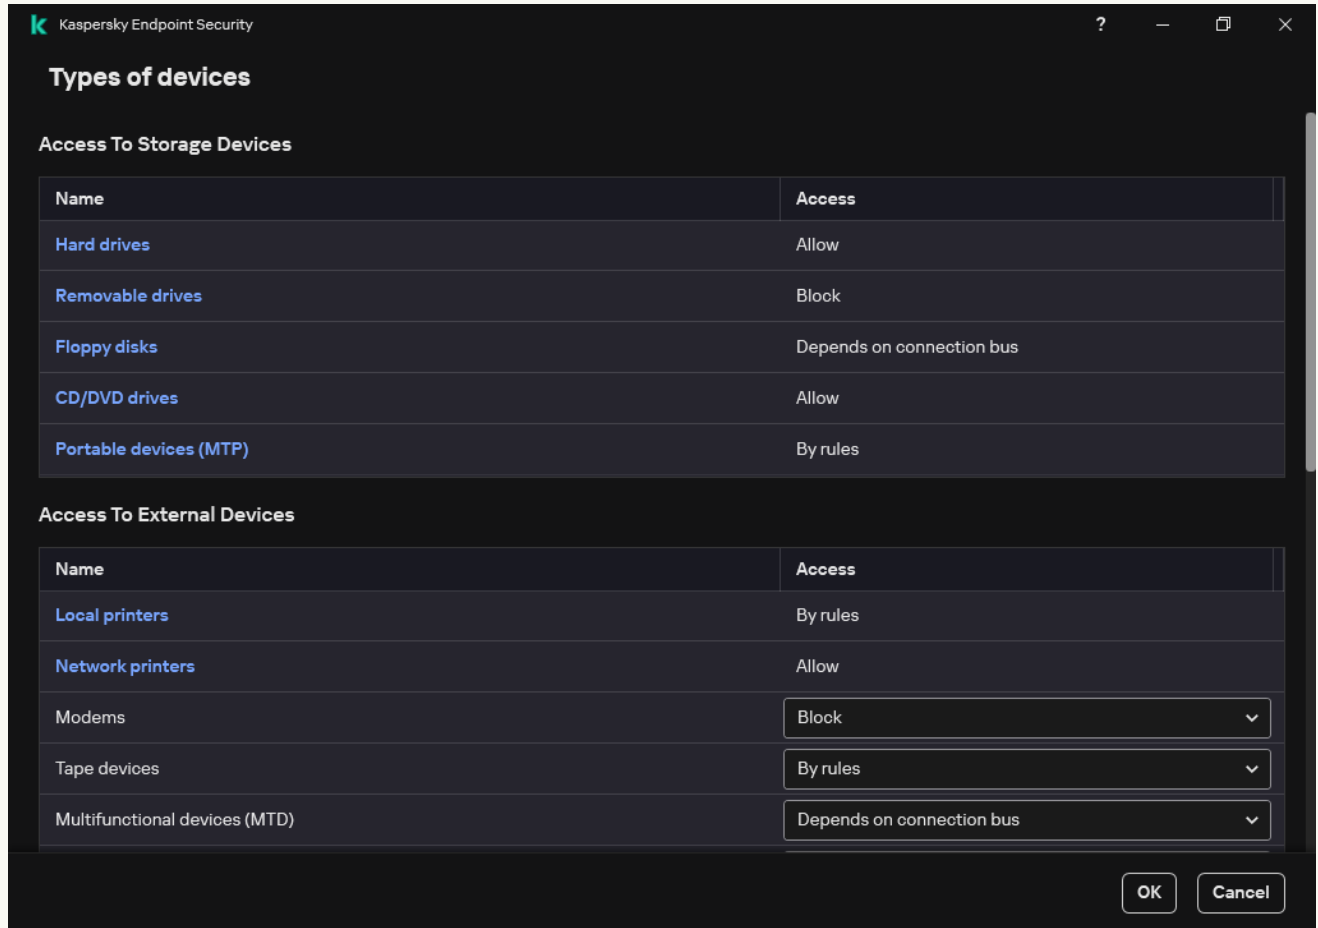 Kaspersky Endpoint Security ?
Types of devices
Access To Storage Devices
Name Access
Hard drives Allow
Removable drives Block
Floppy disks Depends on connection bus
CD/DVD drives Allow
Portable devices (MTP) By rules
Access To External Devices
Name Access
Local printers By rules
Network printers Allow
Modems Block
Tape devices By rules
Multifunctional devices (MTD) Depends on connection bus
OK Cancel